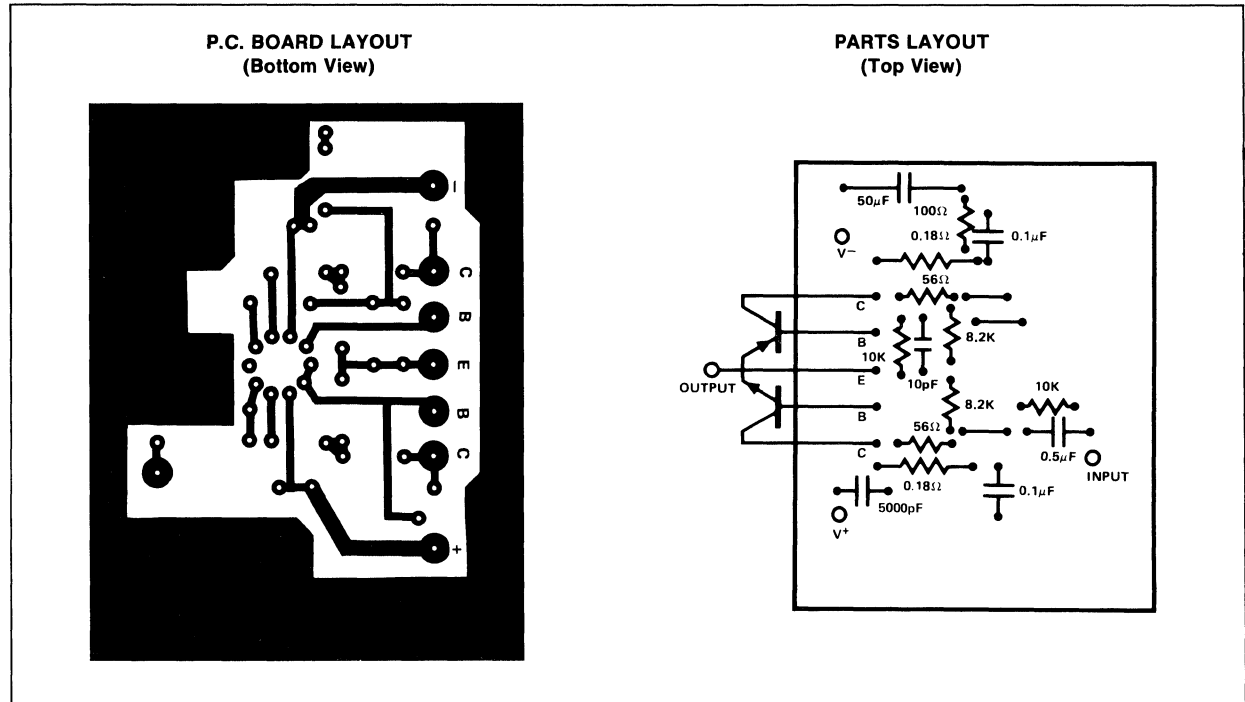 P.C. BOARD LAYOUT
(Bottom View)
–
C
B
E
B
C
+
PARTS LAYOUT
(Top View)
50μF
100Ω
0.18Ω
0.1μF
V−
56Ω
C
B
8.2K
10K
E
10pF
OUTPUT
B
8.2K
10K
C
56Ω
0.5μF
INPUT
0.18Ω
0.1μF
5000pF
V+